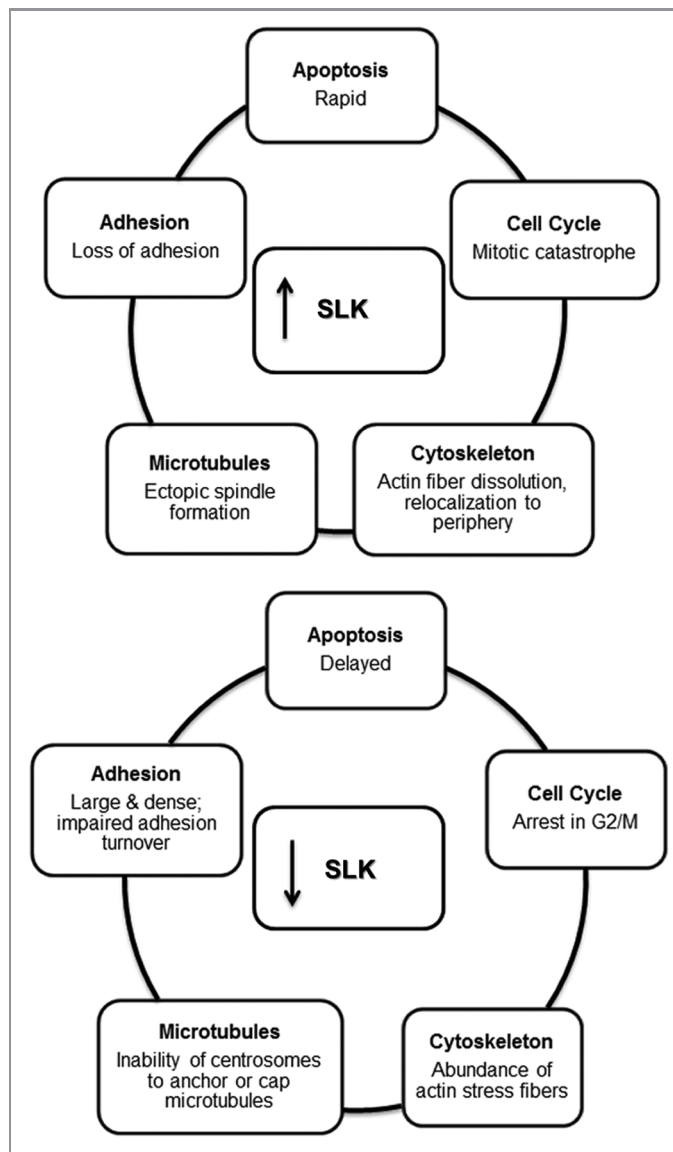 Apoptosis
Rapid
Adhesion
Loss of adhesion
Cell Cycle
Mitotic catastrophe
SLK
Microtubules
Ectopic spindle
formation
Cytoskeleton
Actin fiber dissolution,
relocalization to
periphery
Apoptosis
Delayed
Adhesion
Large & dense;
impaired adhesion
turnover
Cell Cycle
Arrest in G2/M
SLK
Microtubules
Inability of centrosomes
to anchor or cap
microtubules
Cytoskeleton
Abundance of
actin stress fibers